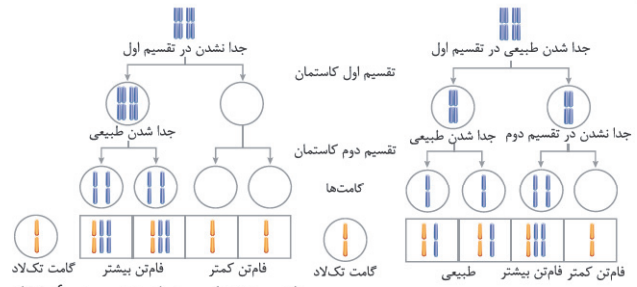 جدا نشدن در تقسیم اول
جدا شدن طبیعی در تقسیم اول
تقسیم اول کاستمان
جدا شدن طبیعی
جدا شدن طبیعی
جدا نشدن در تقسیم دوم
تقسیم دوم کاستمان
کامت‌ها
گامت تک‌لاد
فام‌تن بیشتر
فام‌تن کمتر
گامت تک‌لاد
طبیعی
فام‌تن بیشتر
فام‌تن کمتر